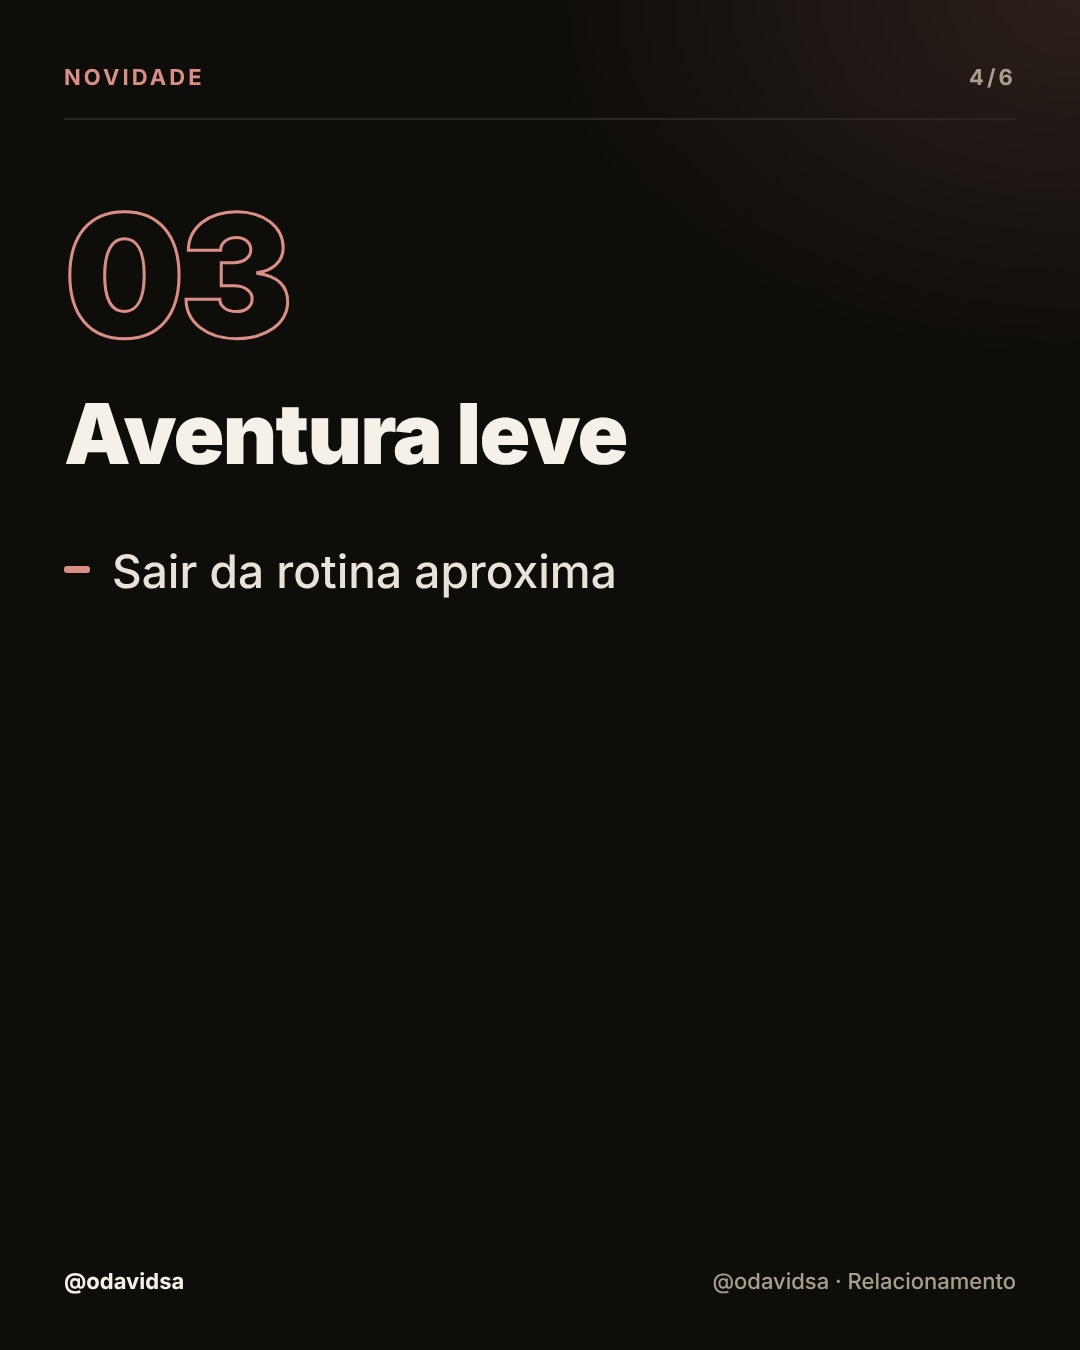 NOVIDADE
4/6
03
Aventura leve
Sair da rotina aproxima
@odavidsa
@odavidsa · Relacionamento